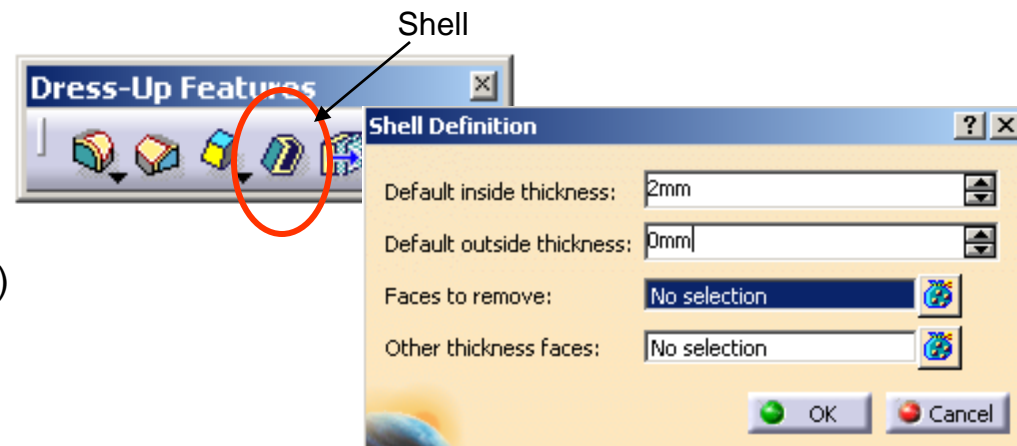 Shell
Dress-Up Features
Shell Definition
Default inside thickness: 2mm
Default outside thickness: 0mm
Faces to remove: No selection
)
Other thickness faces: No selection
OK Cancel